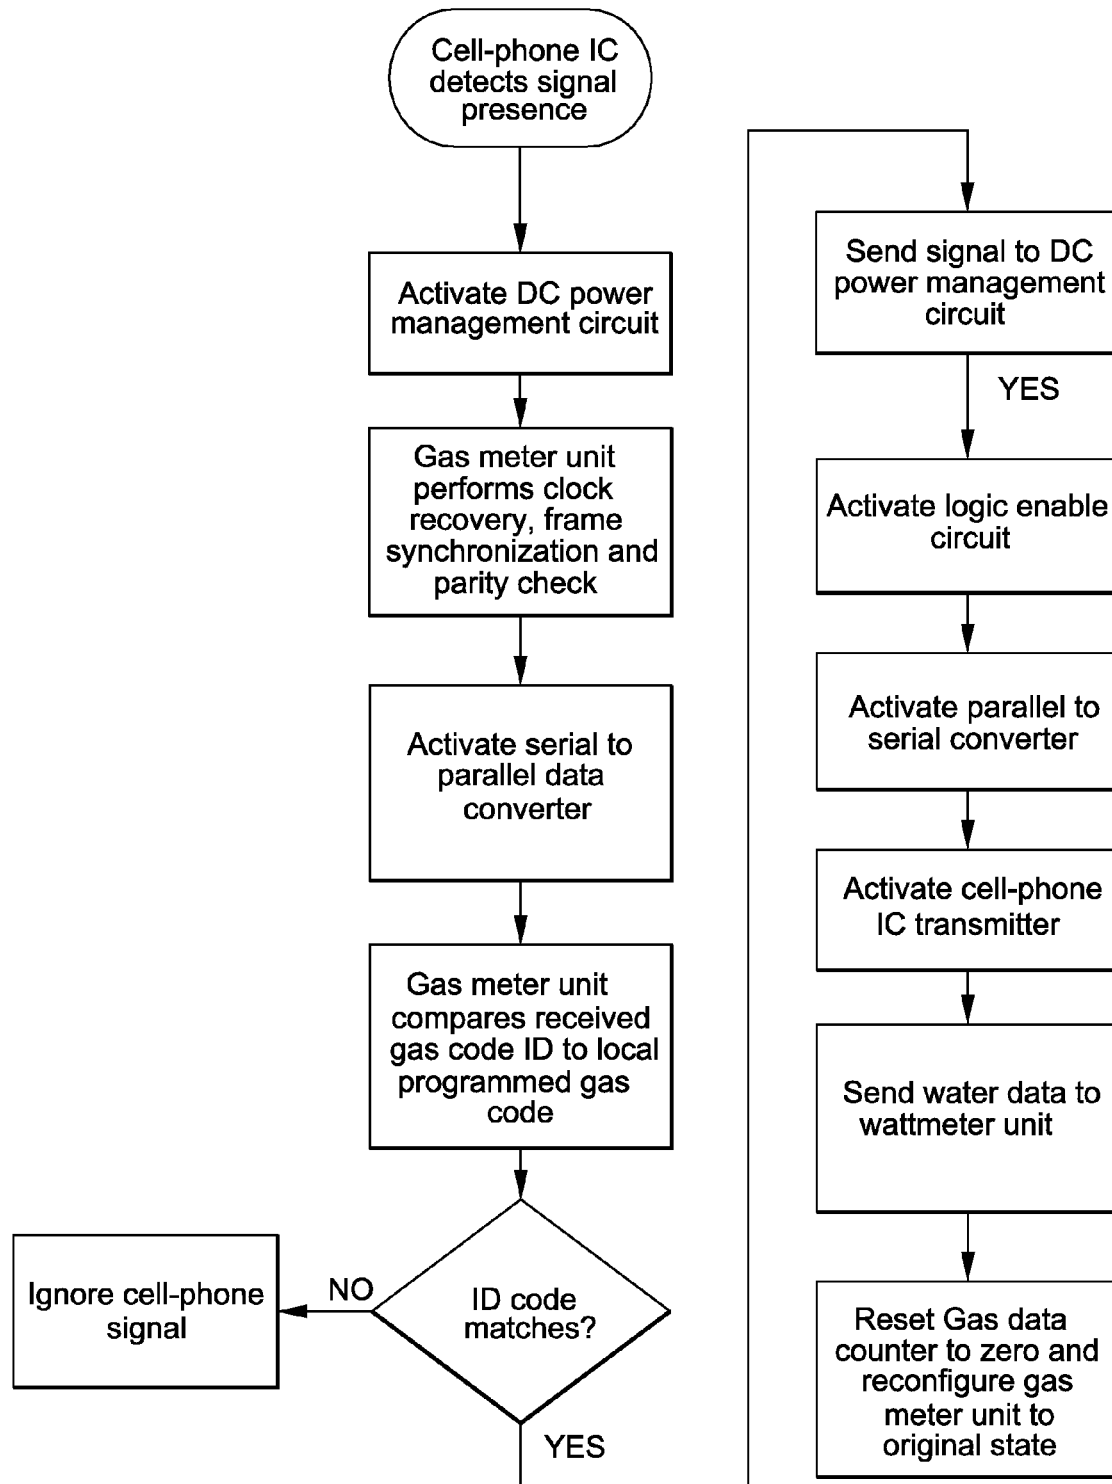 Cell-phone IC
detects signal
presence
Activate DC power
management circuit
Gas meter unit
performs clock
recovery, frame
synchronization and
parity check
Activate serial to
parallel data
converter
Gas meter unit
compares received
gas code ID to local
programmed gas
code
ID code
matches?
NO
Ignore cell-phone
signal
YES
Send signal to DC
power management
circuit
YES
Activate logic enable
circuit
Activate parallel to
serial converter
Activate cell-phone
IC transmitter
Send water data to
wattmeter unit
Reset Gas data
counter to zero and
reconfigure gas
meter unit to
original state